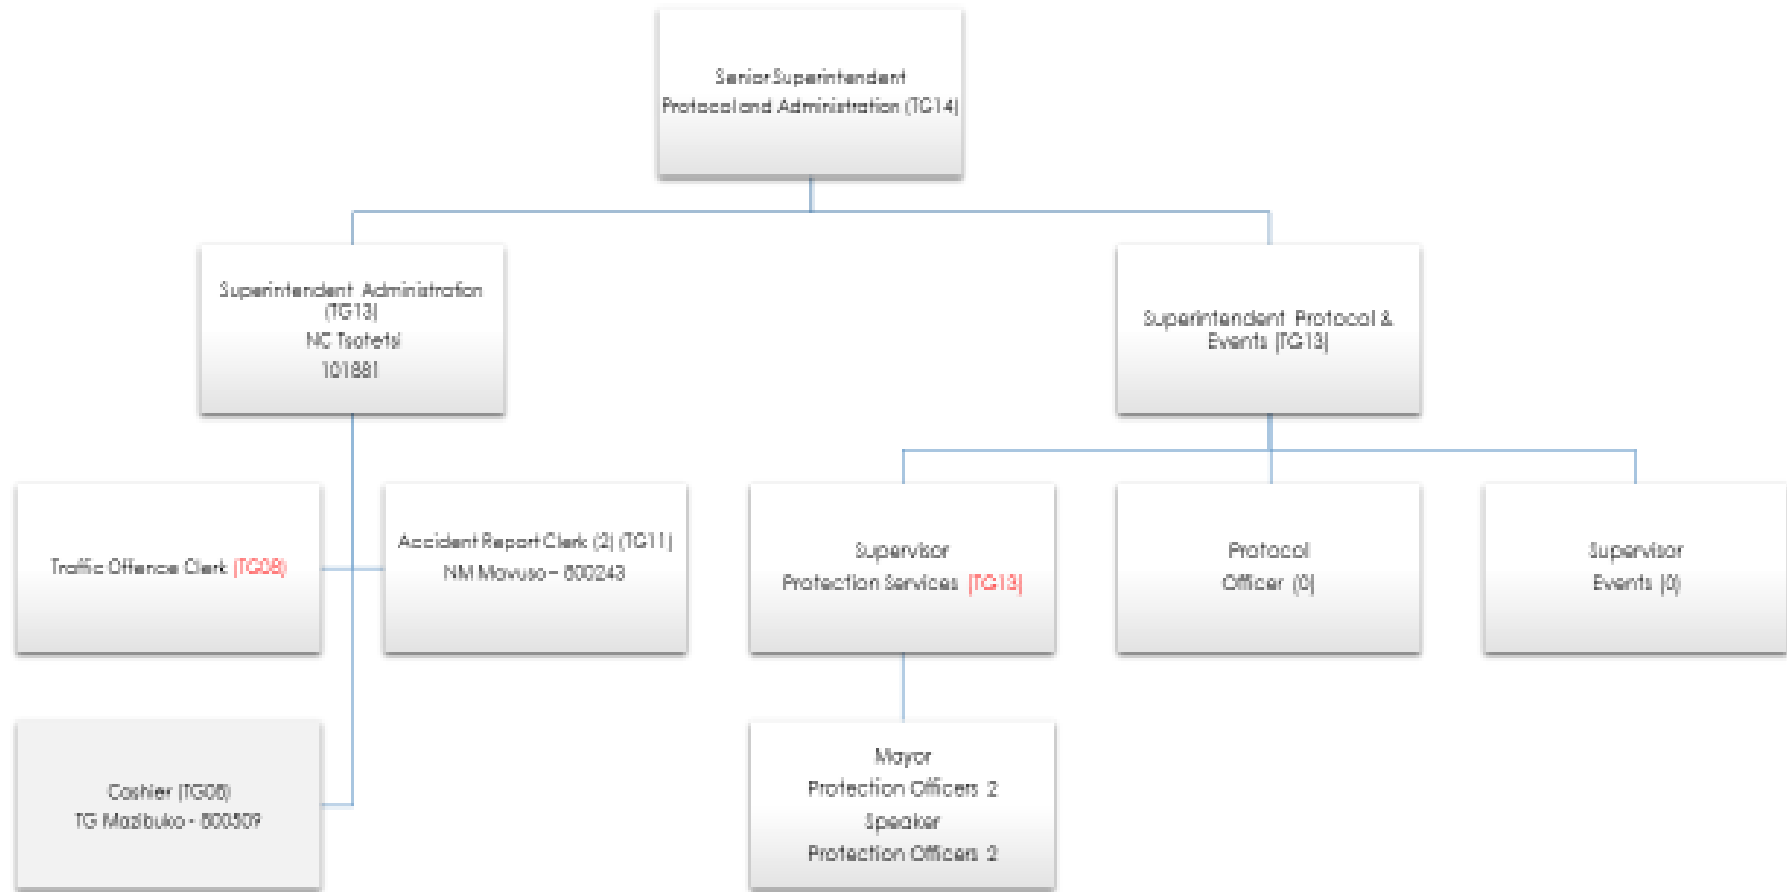 Senior Superintendent
Protocol and Administration (TG14)
Superintendent Administration
(TG13)
NC Tsotetsi
101881
Superintendent Protocol &
Events (TG13)
Traffic Offence Clerk (TG08)
Accident Report Clerk (2) (TG11)
NM Mavuso – 800243
Supervisor
Protection Services (TG13)
Protocol
Officer (0)
Supervisor
Events (0)
Cashier (TG08)
TG Mazibuko - 800509
Mayor
Protection Officers 2
Speaker
Protection Officers 2